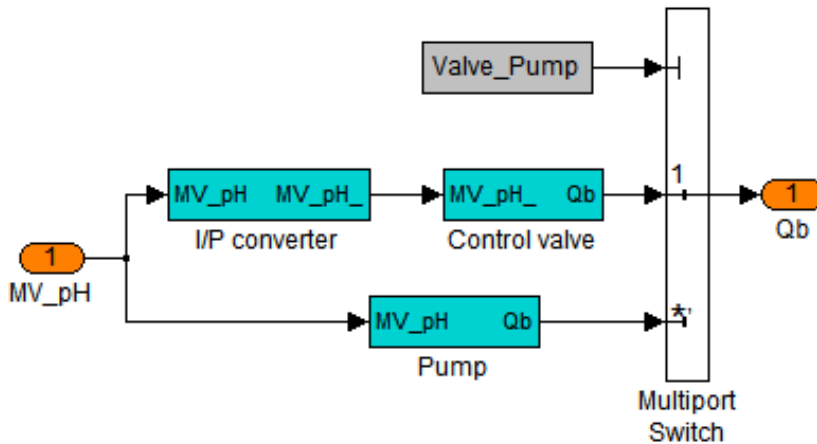 Valve_Pump
1
MV_pH MV_pH_
I/P converter
MV_pH_ Qb
Control valve
1
Qb
1
MV_pH
MV_pH Qb
Pump
*,
Multiport
Switch